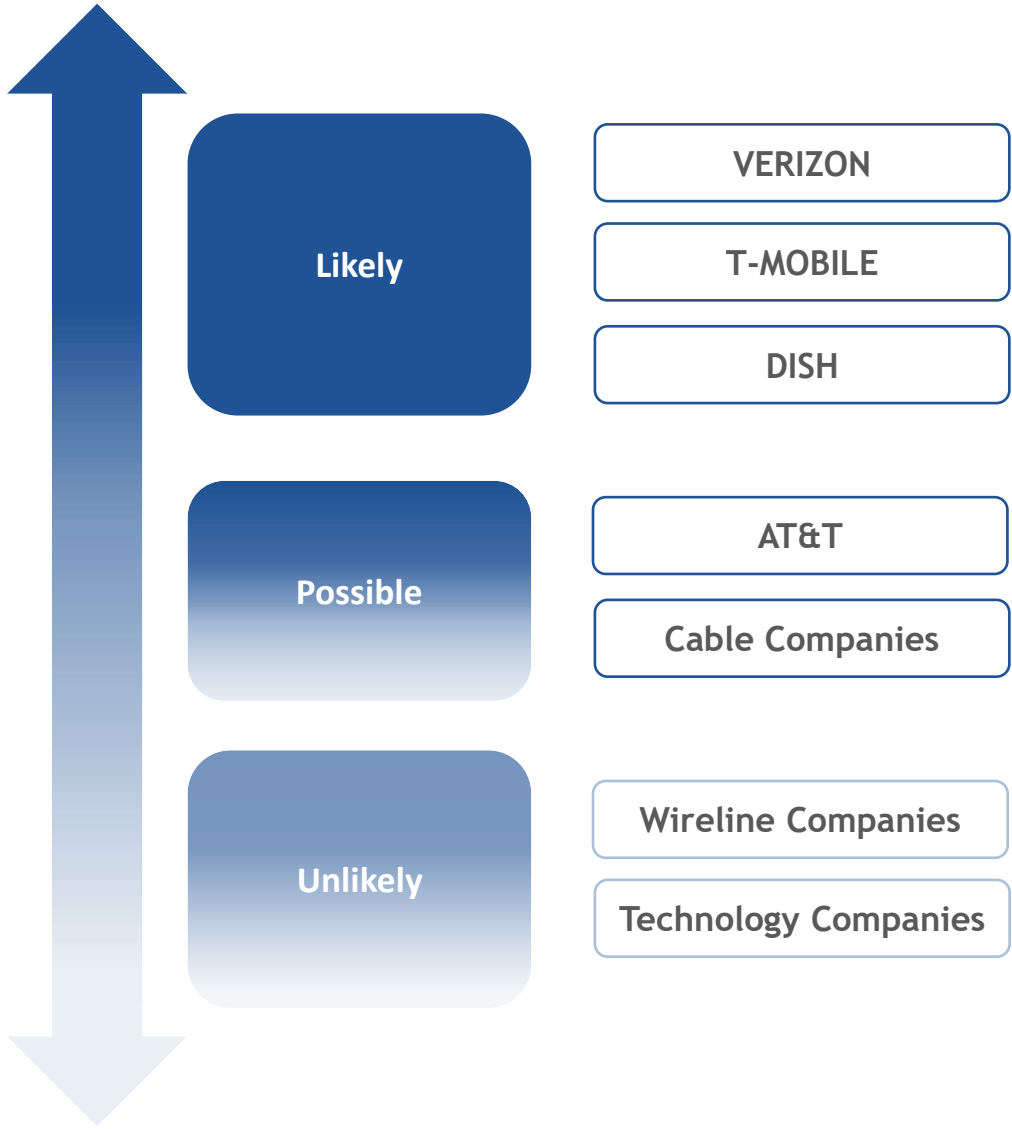 Likely
VERIZON
T-MOBILE
DISH
Possible
AT&T
Cable Companies
Unlikely
Wireline Companies
Technology Companies